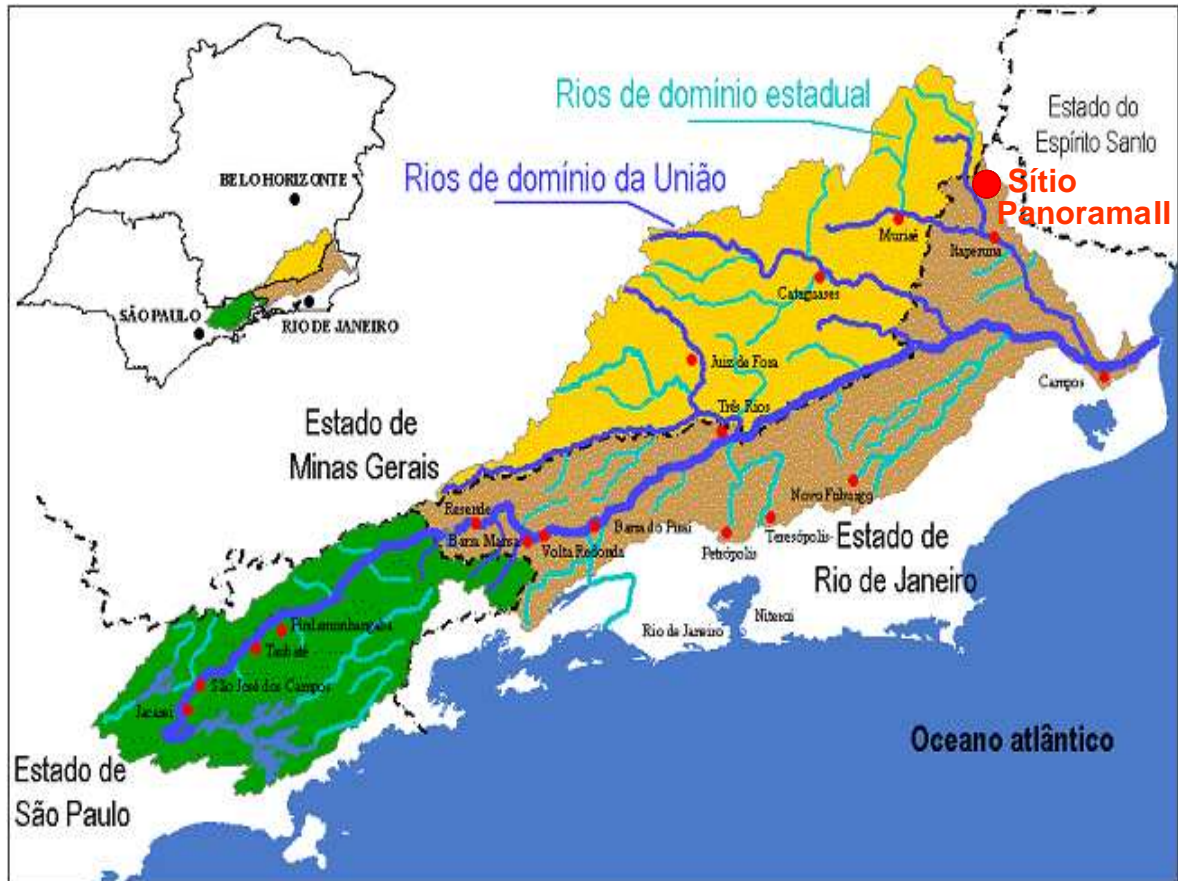 Rios de domínio estadual
Estado do
Espírito Santo
BELO HORIZONTE
Rios de domínio da União
Sítio
PanoramaII
Muriaé
Itaperuna
Cataguases
SÃO PAULO
RIO DE JANEIRO
Juiz de Fora
Campos
Três Rios
Estado de
Minas Gerais
Resende
Nova Friburgo
Barra Mansa
Volta Redonda
Barra do Piraí
Petrópolis
Teresópolis
Estado de
Rio de Janeiro
Niteroi
Rio de Janeiro
Pindamonhangaba
Taubaté
São José dos Campos
Jacareí
Oceano atlântico
Estado de
São Paulo